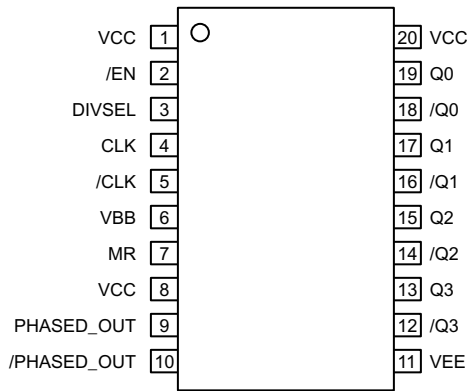 VCC 1 20 VCC
/EN 2 19 Q0
DIVSEL 3 18 /Q0
CLK 4 17 Q1
/CLK 5 16 /Q1
VBB 6 15 Q2
MR 7 14 /Q2
VCC 8 13 Q3
PHASED_OUT 9 12 /Q3
/PHASED_OUT 10 11 VEE